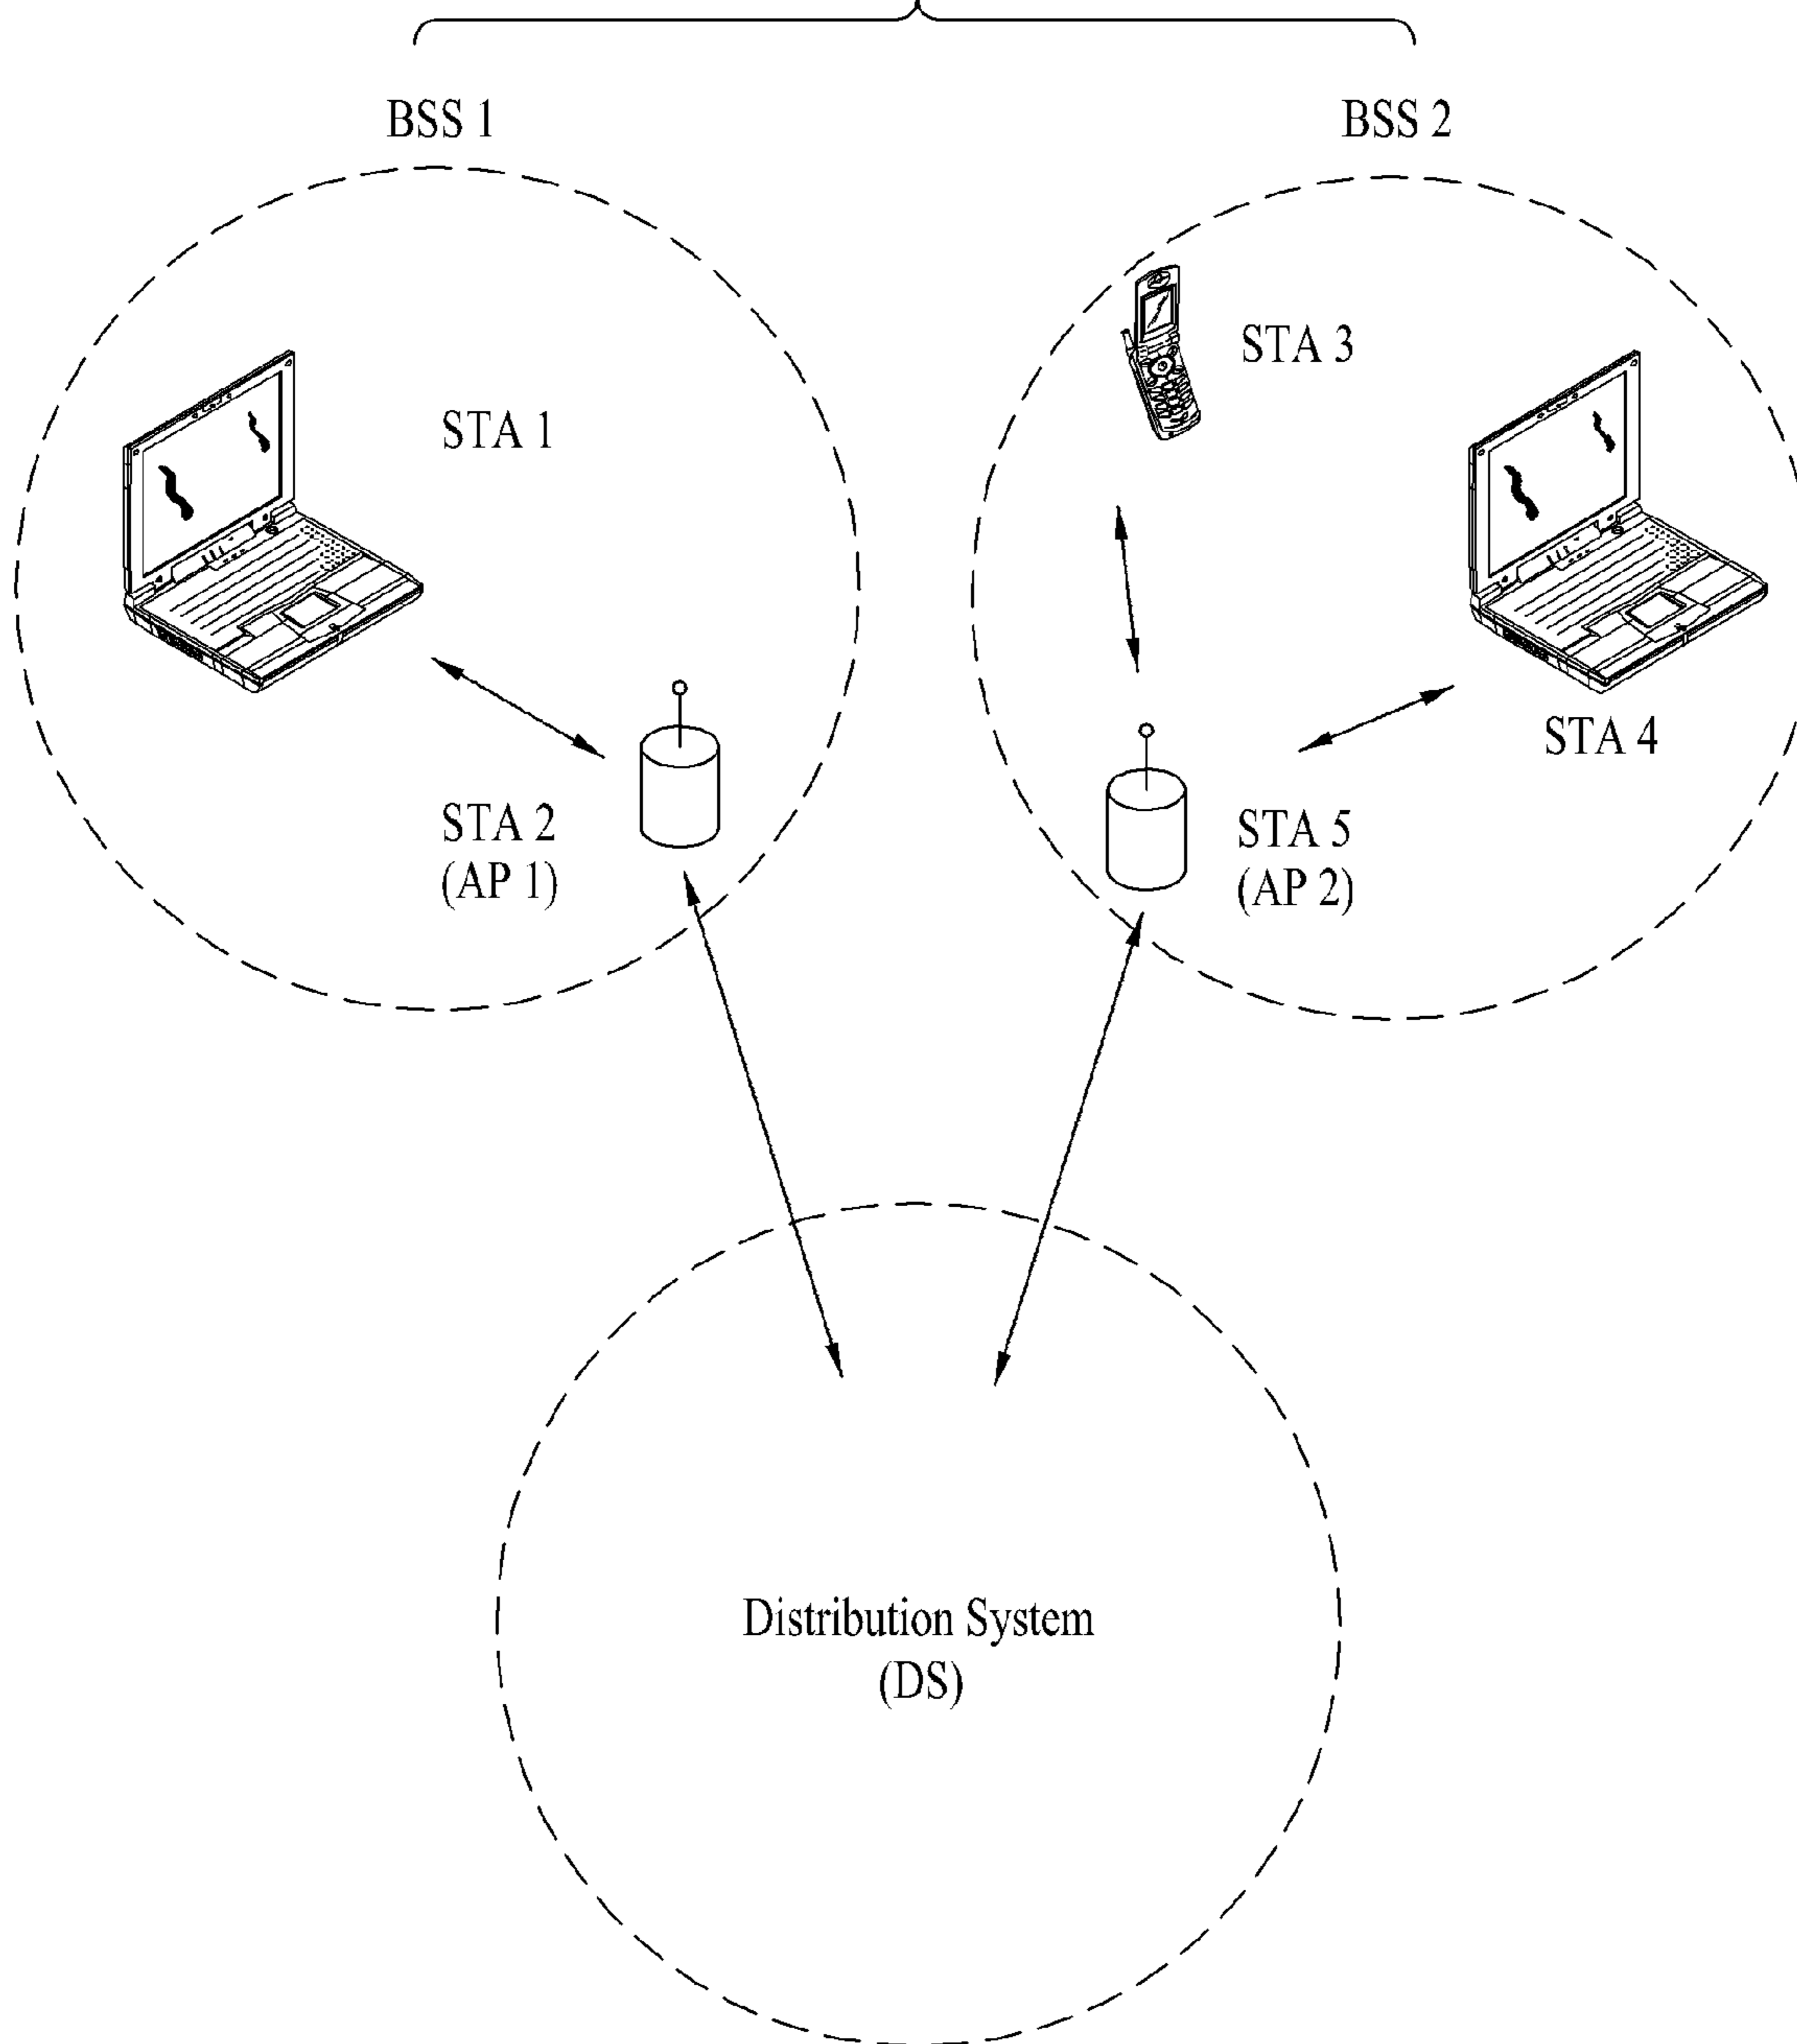 BSS 1
BSS 2
STA 1
STA 3
STA 4
STA 2
(AP 1)
STA 5
(AP 2)
Distribution System
(DS)